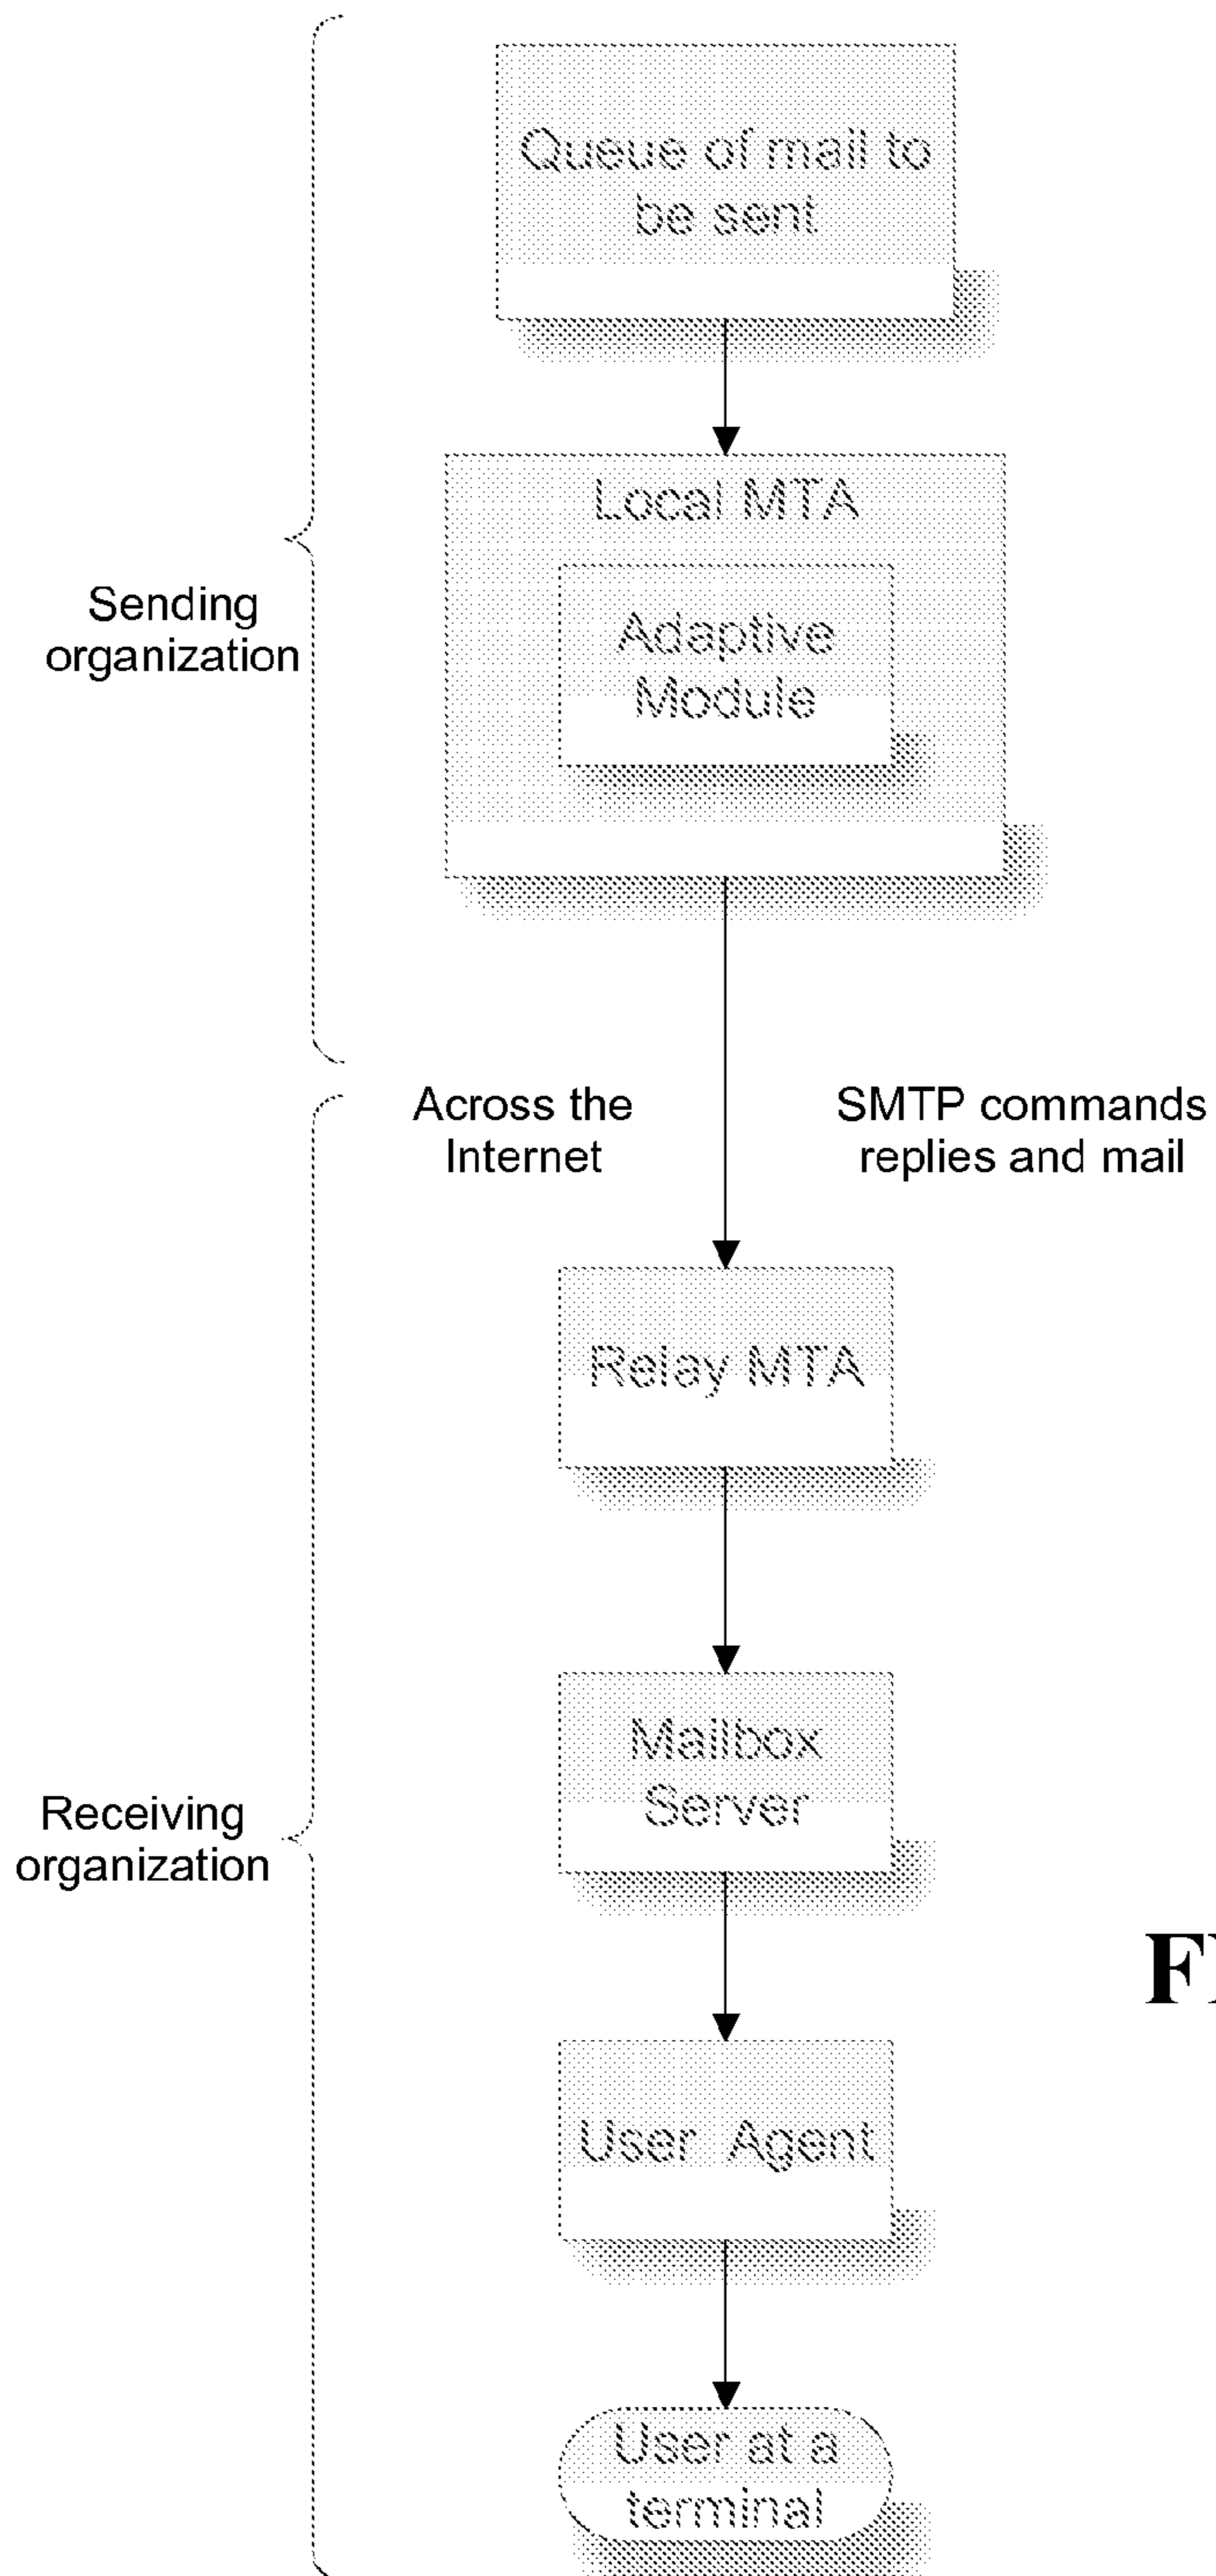 Queue of mail to
be sent
Local MTA
Adaptive
Module
Sending
organization
Across the
Internet
SMTP commands
replies and mail
Relay MTA
Mailbox
Server
Receiving
organization
User Agent
User at a
terminal